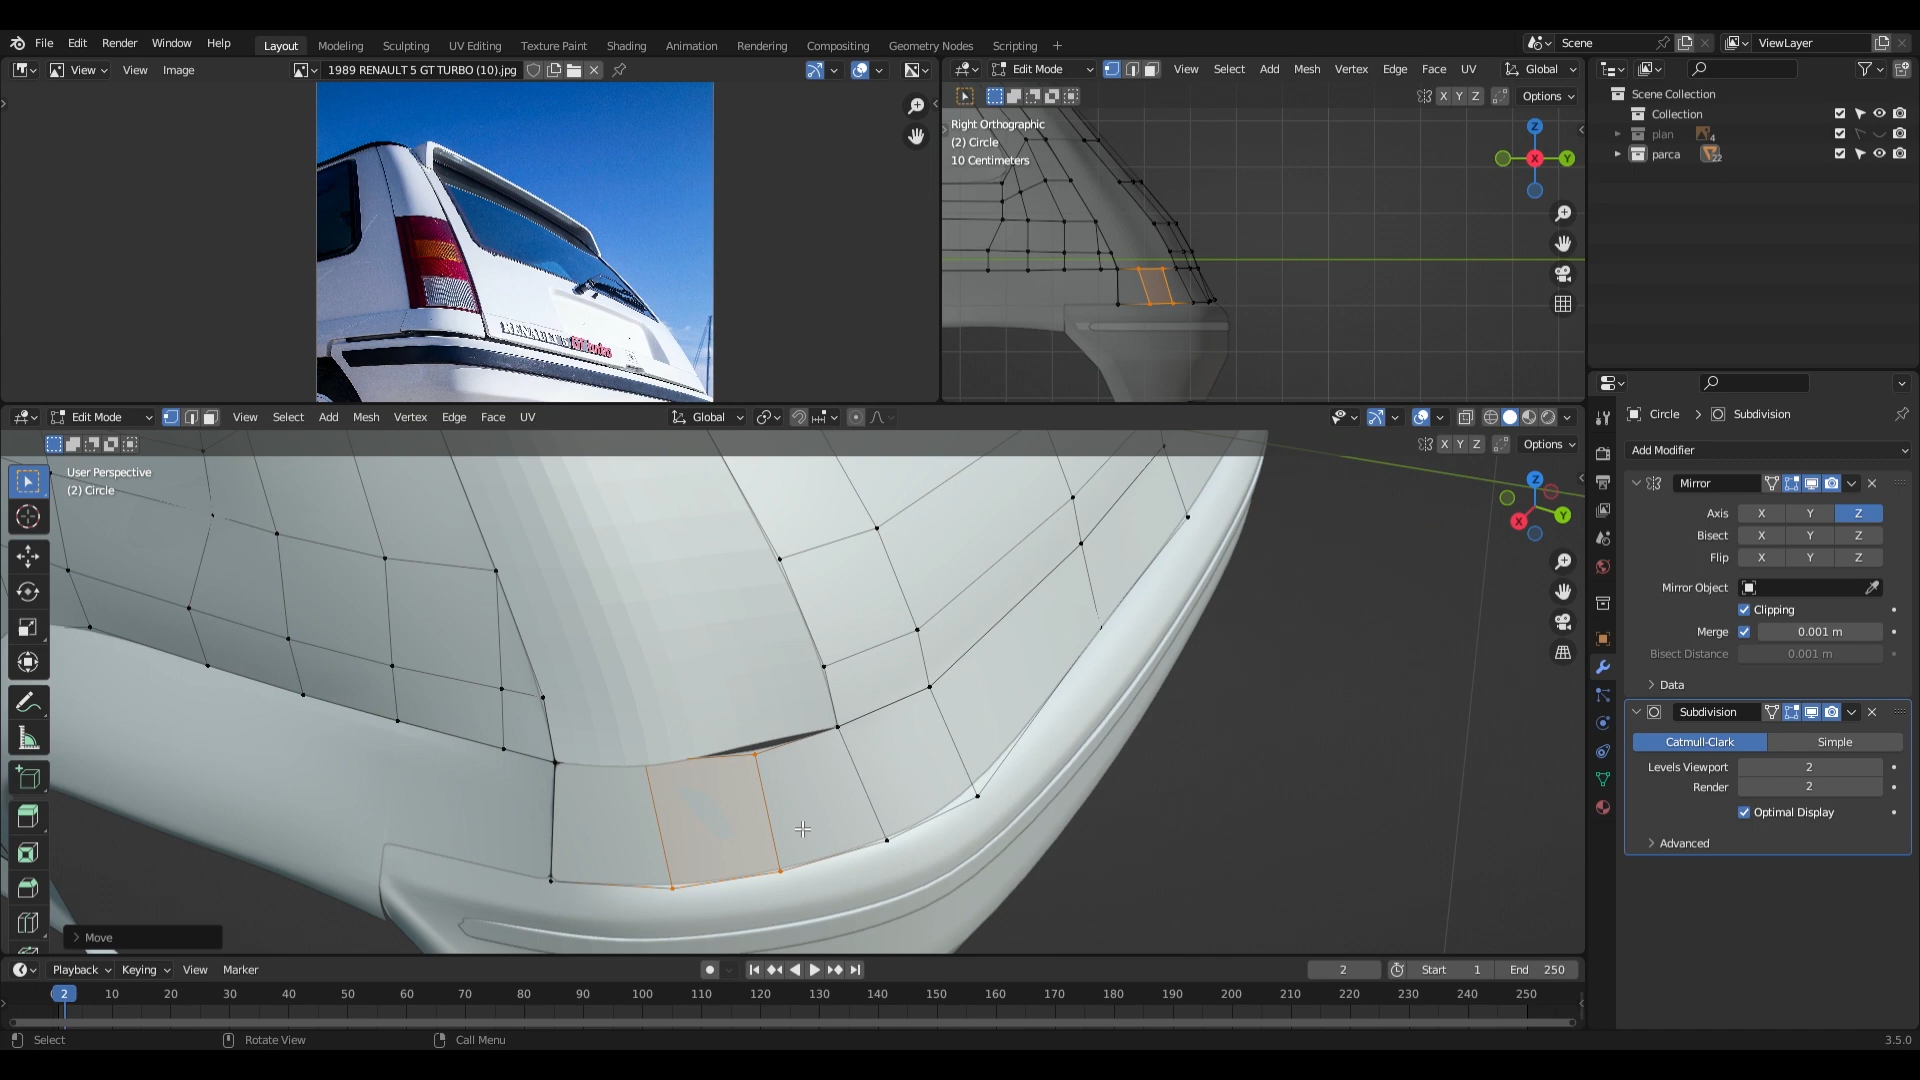 File Edit Render Window Help Layout Modeling Sculpting UV Editing Texture Paint Shading Animation Rendering Compositing Geometry Nodes Scripting + Scene ViewLayer
View View Image 1989 RENAULT 5 GT TURBO (10).jpg
Edit Mode View Select Add Mesh Vertex Edge Face UV Global
X Y Z Options
Right Orthographic
(2) Circle
10 Centimeters
Z
X
Y
RENAULT 5 GT turbo
Scene Collection
Collection
plan 4
parca 22
Edit Mode View Select Add Mesh Vertex Edge Face UV Global
X Y Z Options
User Perspective
(2) Circle
Z
Y
X
Move
Circle > Subdivision
Add Modifier
Mirror
Axis X Y Z
Bisect X Y Z
Flip X Y Z
Mirror Object
Clipping
Merge 0.001 m
Bisect Distance 0.001 m
Data
Subdivision
Catmull-Clark Simple
Levels Viewport 2
Render 2
Optimal Display
Advanced
Playback Keying View Marker 2 Start 1 End 250
2 10 20 30 40 50 60 70 80 90 100 110 120 130 140 150 160 170 180 190 200 210 220 230 240 250
Select Rotate View Call Menu 3.5.0